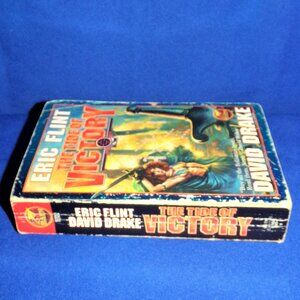 ERIC FLINT
THE TIDE OF
VICTORY
DAVID DRAKE
ERIC FLINT
DAVID DRAKE
THE TIDE OF
VICTORY